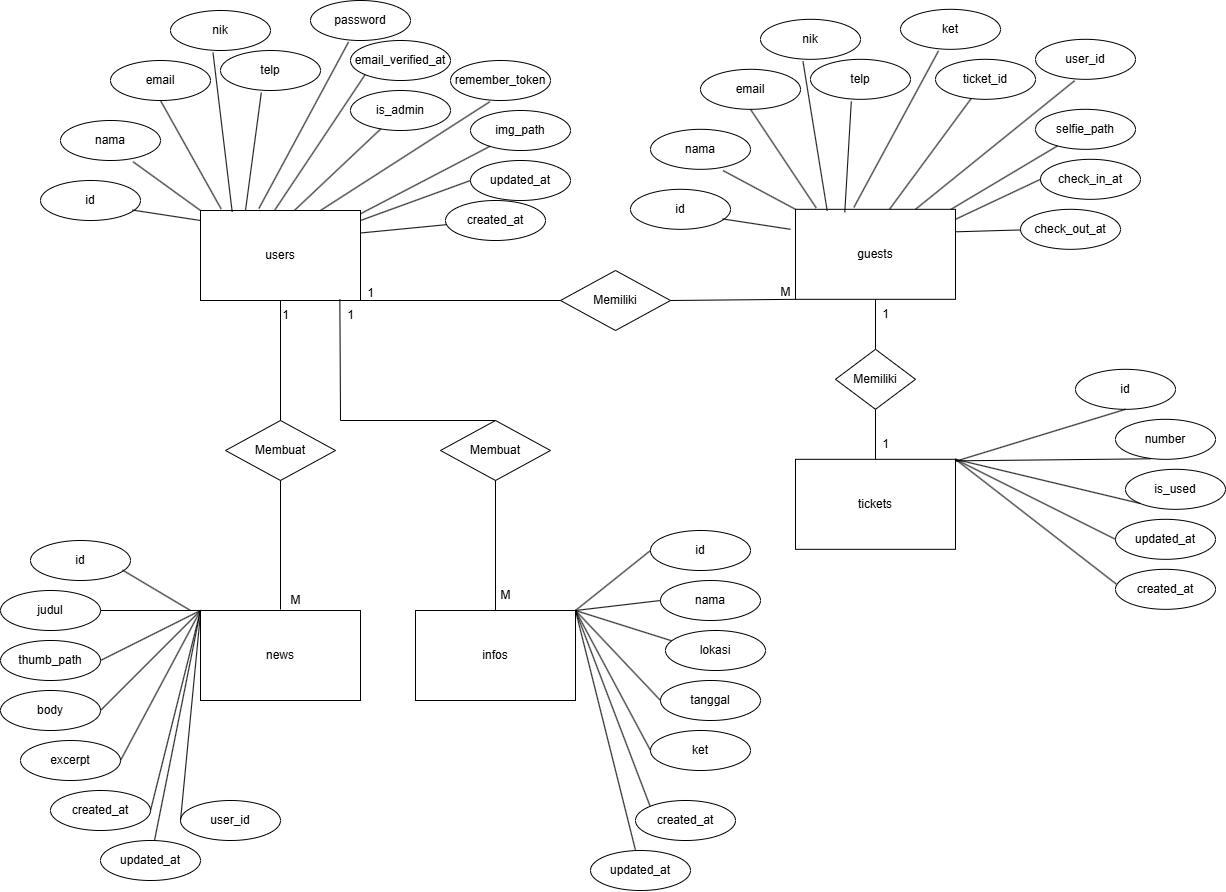 password
nik
email_verified_at
telp
email
remember_token
is_admin
img_path
nama
updated_at
id
created_at
users
ket
nik
user_id
telp
ticket_id
email
selfie_path
nama
check_in_at
id
check_out_at
guests
1
Memiliki
M
1
1
1
Memiliki
1
id
number
is_used
tickets
updated_at
created_at
Membuat
Membuat
M
M
id
judul
thumb_path
news
body
excerpt
created_at
user_id
updated_at
id
nama
infos
lokasi
tanggal
ket
created_at
updated_at